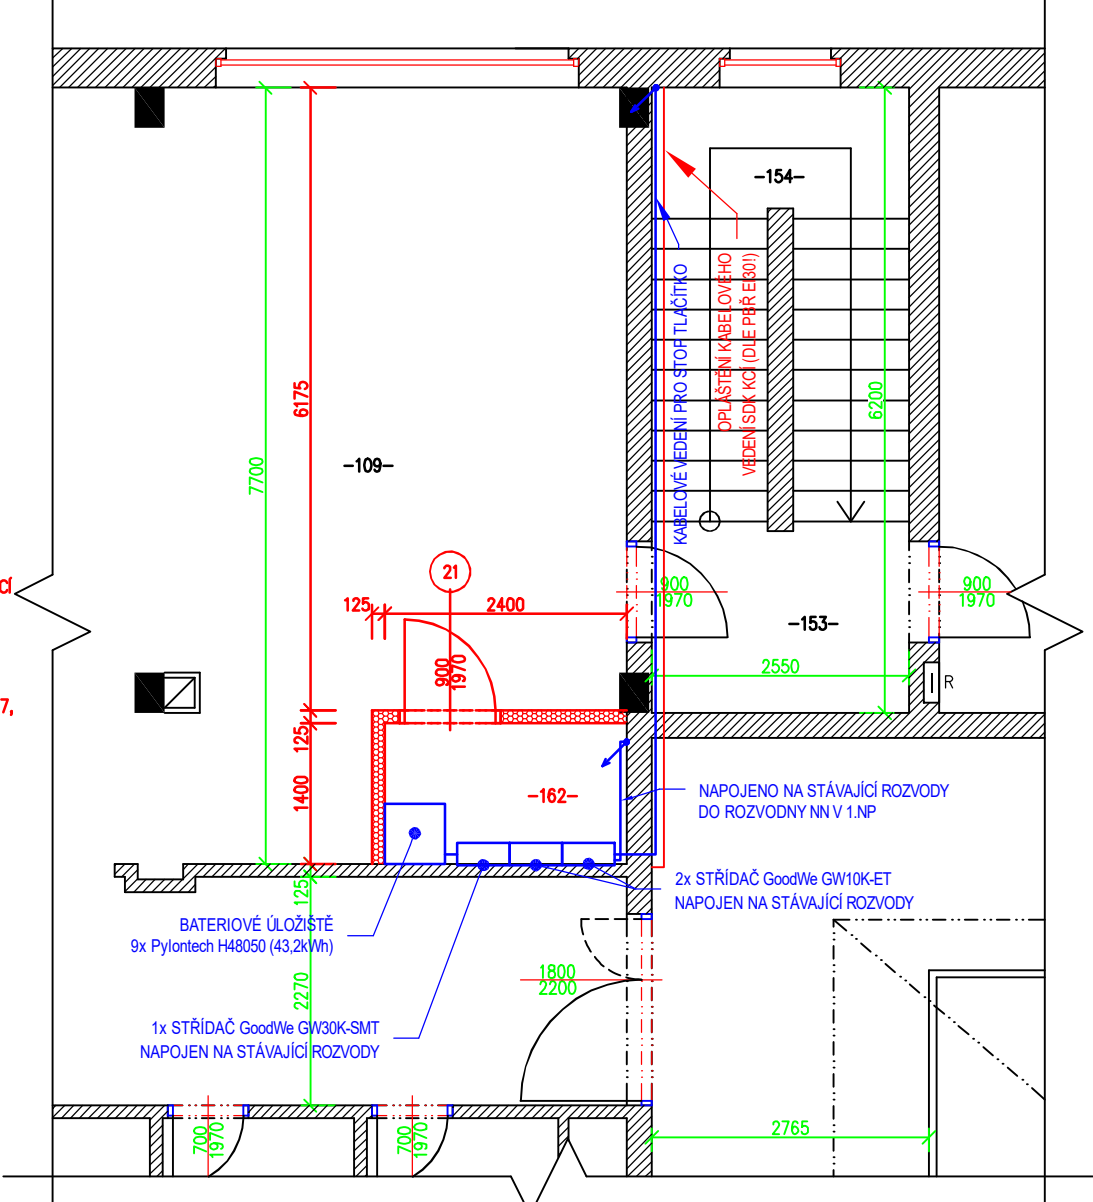 -154-
KABELOVÉ VEDENÍ PRO STOP TLAČÍTKO
OPLÁŠTĚNÍ KABELOVÉHO
VEDENÍ SDK KCÍ (DLE PBŘ EI30!)
6175
7700
6200
-109-
CÍ
21
125
2400
900
1970
900
1970
900
1970
-153-
2550
R
7,
125
1400
-162-
NAPOJENO NA STÁVAJÍCÍ ROZVODY
DO ROZVODNY NN V 1.NP
2x STŘÍDAČ GoodWe GW10K-ET
NAPOJEN NA STÁVAJÍCÍ ROZVODY
125
BATERIOVÉ ÚLOŽIŠTĚ
9x Pylontech H48050 (43,2kWh)
2270
1800
2200
1x STŘÍDAČ GoodWe GW30K-SMT
NAPOJEN NA STÁVAJÍCÍ ROZVODY
700
1970
700
1970
2765